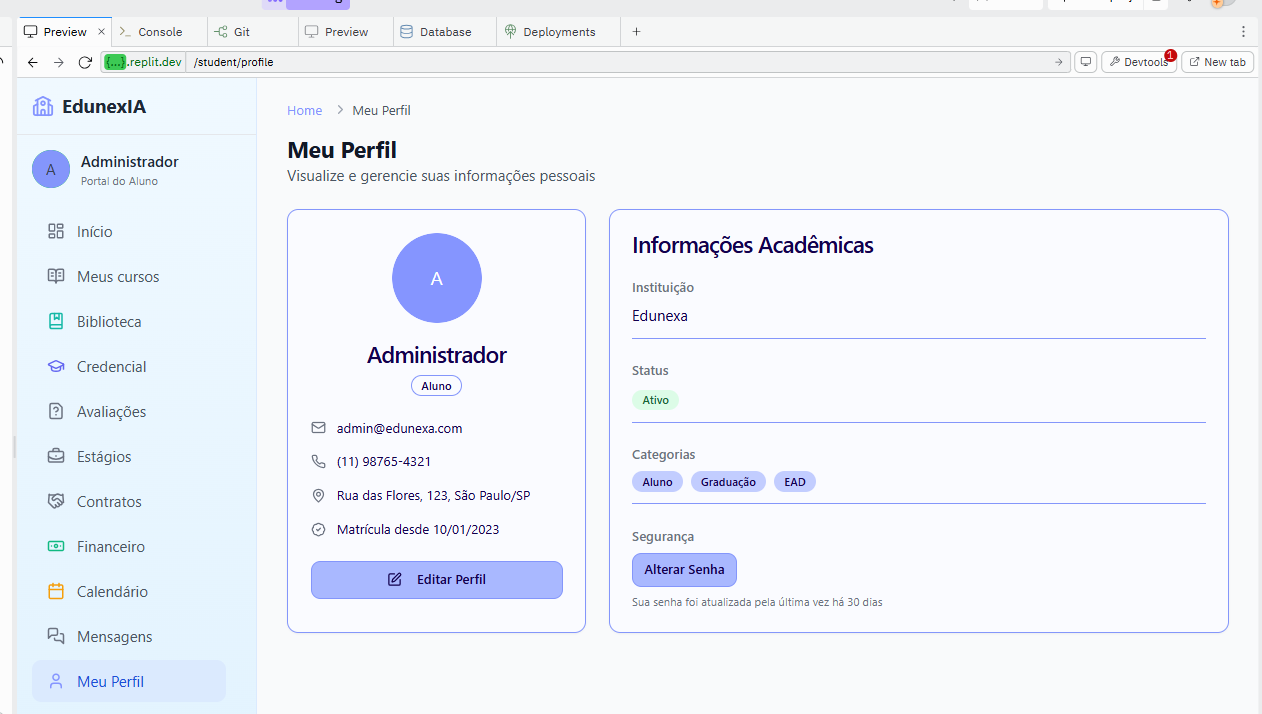 Preview
Console
Git
Preview
Database
Deployments
{...}.replit.dev /student/profile
Devtools 1
New tab
EdunexIA
A
Administrador
Portal do Aluno
Início
Meus cursos
Biblioteca
Credencial
Avaliações
Estágios
Contratos
Financeiro
Calendário
Mensagens
Meu Perfil
Home > Meu Perfil
Meu Perfil
Visualize e gerencie suas informações pessoais
A
Administrador
Aluno
admin@edunexa.com
(11) 98765-4321
Rua das Flores, 123, São Paulo/SP
Matrícula desde 10/01/2023
Editar Perfil
Informações Acadêmicas
Instituição
Edunexa
Status
Ativo
Categorias
Aluno Graduação EAD
Segurança
Alterar Senha
Sua senha foi atualizada pela última vez há 30 dias